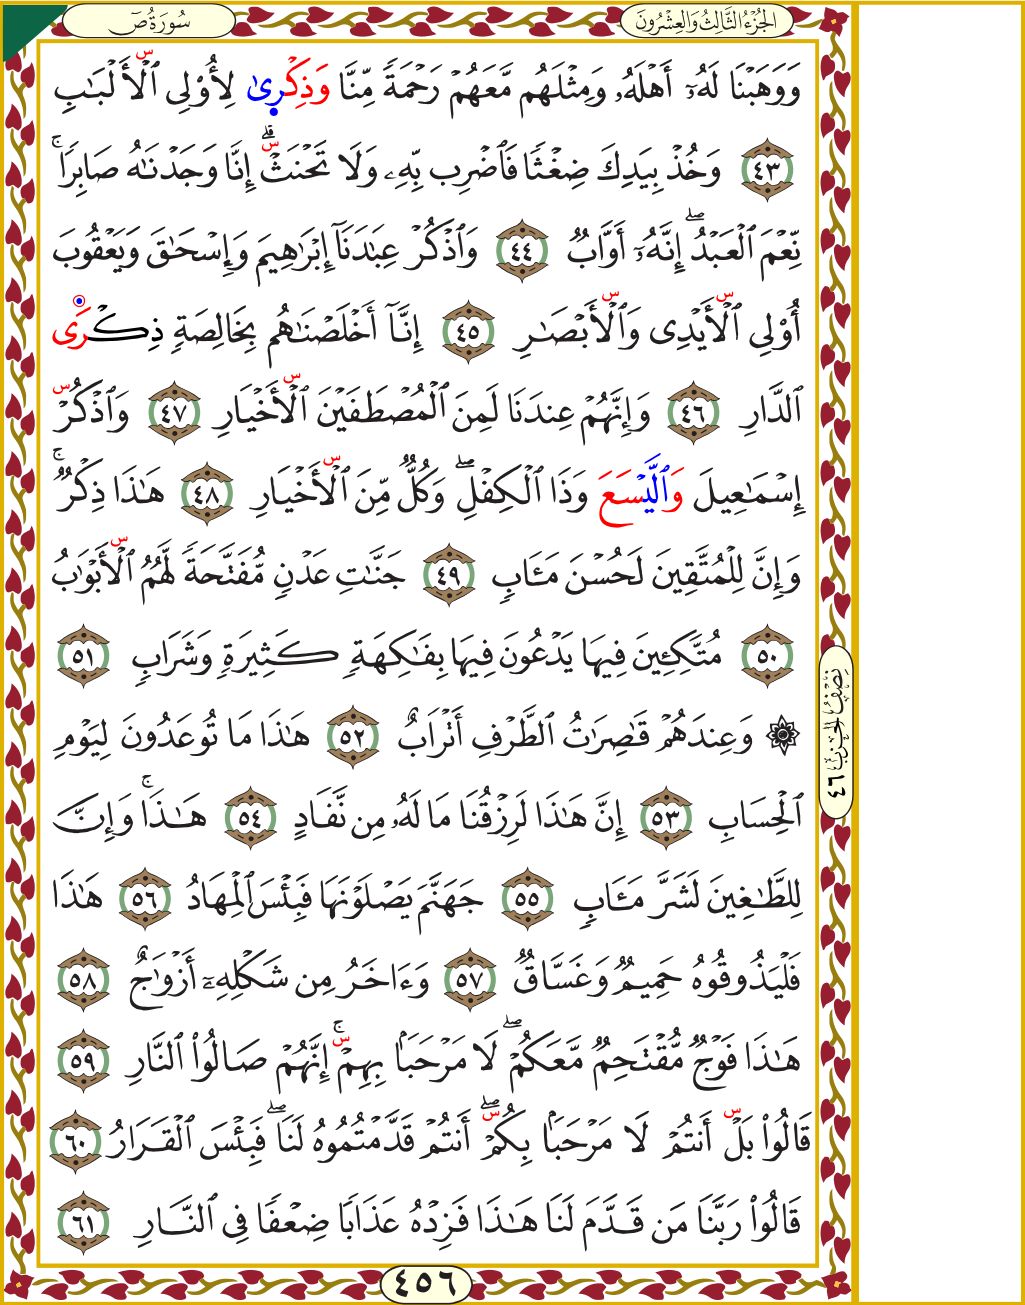 سُورَةُ صٓ
الجُزْءُ الثَّالِثُ وَالعِشْرُونَ
وَوَهَبْنَا لَهُۥٓ أَهْلَهُۥ وَمِثْلَهُم مَّعَهُمْ رَحْمَةً مِّنَّا وَذِكْرِىٰ لِأُو۟لِى ٱلْأَلْبَـٰبِ
٤٣ وَخُذْ بِيَدِكَ ضِغْثًا فَٱضْرِب بِّهِۦ وَلَا تَحْنَثْ ۗ إِنَّا وَجَدْنَـٰهُ صَابِرًا ۚ
نِّعْمَ ٱلْعَبْدُ ۖ إِنَّهُۥٓ أَوَّابٌ ٤٤ وَٱذْكُرْ عِبَـٰدَنَآ إِبْرَٰهِيمَ وَإِسْحَـٰقَ وَيَعْقُوبَ
أُو۟لِى ٱلْأَيْدِى وَٱلْأَبْصَـٰرِ ٤٥ إِنَّآ أَخْلَصْنَـٰهُم بِخَالِصَةٍ ذِكْرَى
ٱلدَّارِ ٤٦ وَإِنَّهُمْ عِندَنَا لَمِنَ ٱلْمُصْطَفَيْنَ ٱلْأَخْيَارِ ٤٧ وَٱذْكُرْ
إِسْمَـٰعِيلَ وَٱلَّيْسَعَ وَذَا ٱلْكِفْلِ ۖ وَكُلٌّ مِّنَ ٱلْأَخْيَارِ ٤٨ هَـٰذَا ذِكْرٌ ۚ
وَإِنَّ لِلْمُتَّقِينَ لَحُسْنَ مَـَٔابٍ ٤٩ جَنَّـٰتِ عَدْنٍ مُّفَتَّحَةً لَّهُمُ ٱلْأَبْوَٰبُ
٥٠ مُتَّكِـِٔينَ فِيهَا يَدْعُونَ فِيهَا بِفَـٰكِهَةٍ كَثِيرَةٍ وَشَرَابٍ ٥١
۞ وَعِندَهُمْ قَـٰصِرَٰتُ ٱلطَّرْفِ أَتْرَابٌ ٥٢ هَـٰذَا مَا تُوعَدُونَ لِيَوْمِ
ٱلْحِسَابِ ٥٣ إِنَّ هَـٰذَا لَرِزْقُنَا مَا لَهُۥ مِن نَّفَادٍ ٥٤ هَـٰذَا ۚ وَإِنَّ
لِلطَّـٰغِينَ لَشَرَّ مَـَٔابٍ ٥٥ جَهَنَّمَ يَصْلَوْنَهَا فَبِئْسَ ٱلْمِهَادُ ٥٦ هَـٰذَا
فَلْيَذُوقُوهُ حَمِيمٌ وَغَسَّاقٌ ٥٧ وَءَاخَرُ مِن شَكْلِهِۦٓ أَزْوَٰجٌ ٥٨
هَـٰذَا فَوْجٌ مُّقْتَحِمٌ مَّعَكُمْ ۖ لَا مَرْحَبًۢا بِهِمْ ۚ إِنَّهُمْ صَالُوا۟ ٱلنَّارِ ٥٩
قَالُوا۟ بَلْ أَنتُمْ لَا مَرْحَبًۢا بِكُمْ ۖ أَنتُمْ قَدَّمْتُمُوهُ لَنَا ۖ فَبِئْسَ ٱلْقَرَارُ ٦٠
قَالُوا۟ رَبَّنَا مَن قَدَّمَ لَنَا هَـٰذَا فَزِدْهُ عَذَابًا ضِعْفًا فِى ٱلنَّارِ ٦١
نِصْفُ الحِزْبِ ٤٦
٤٥٦